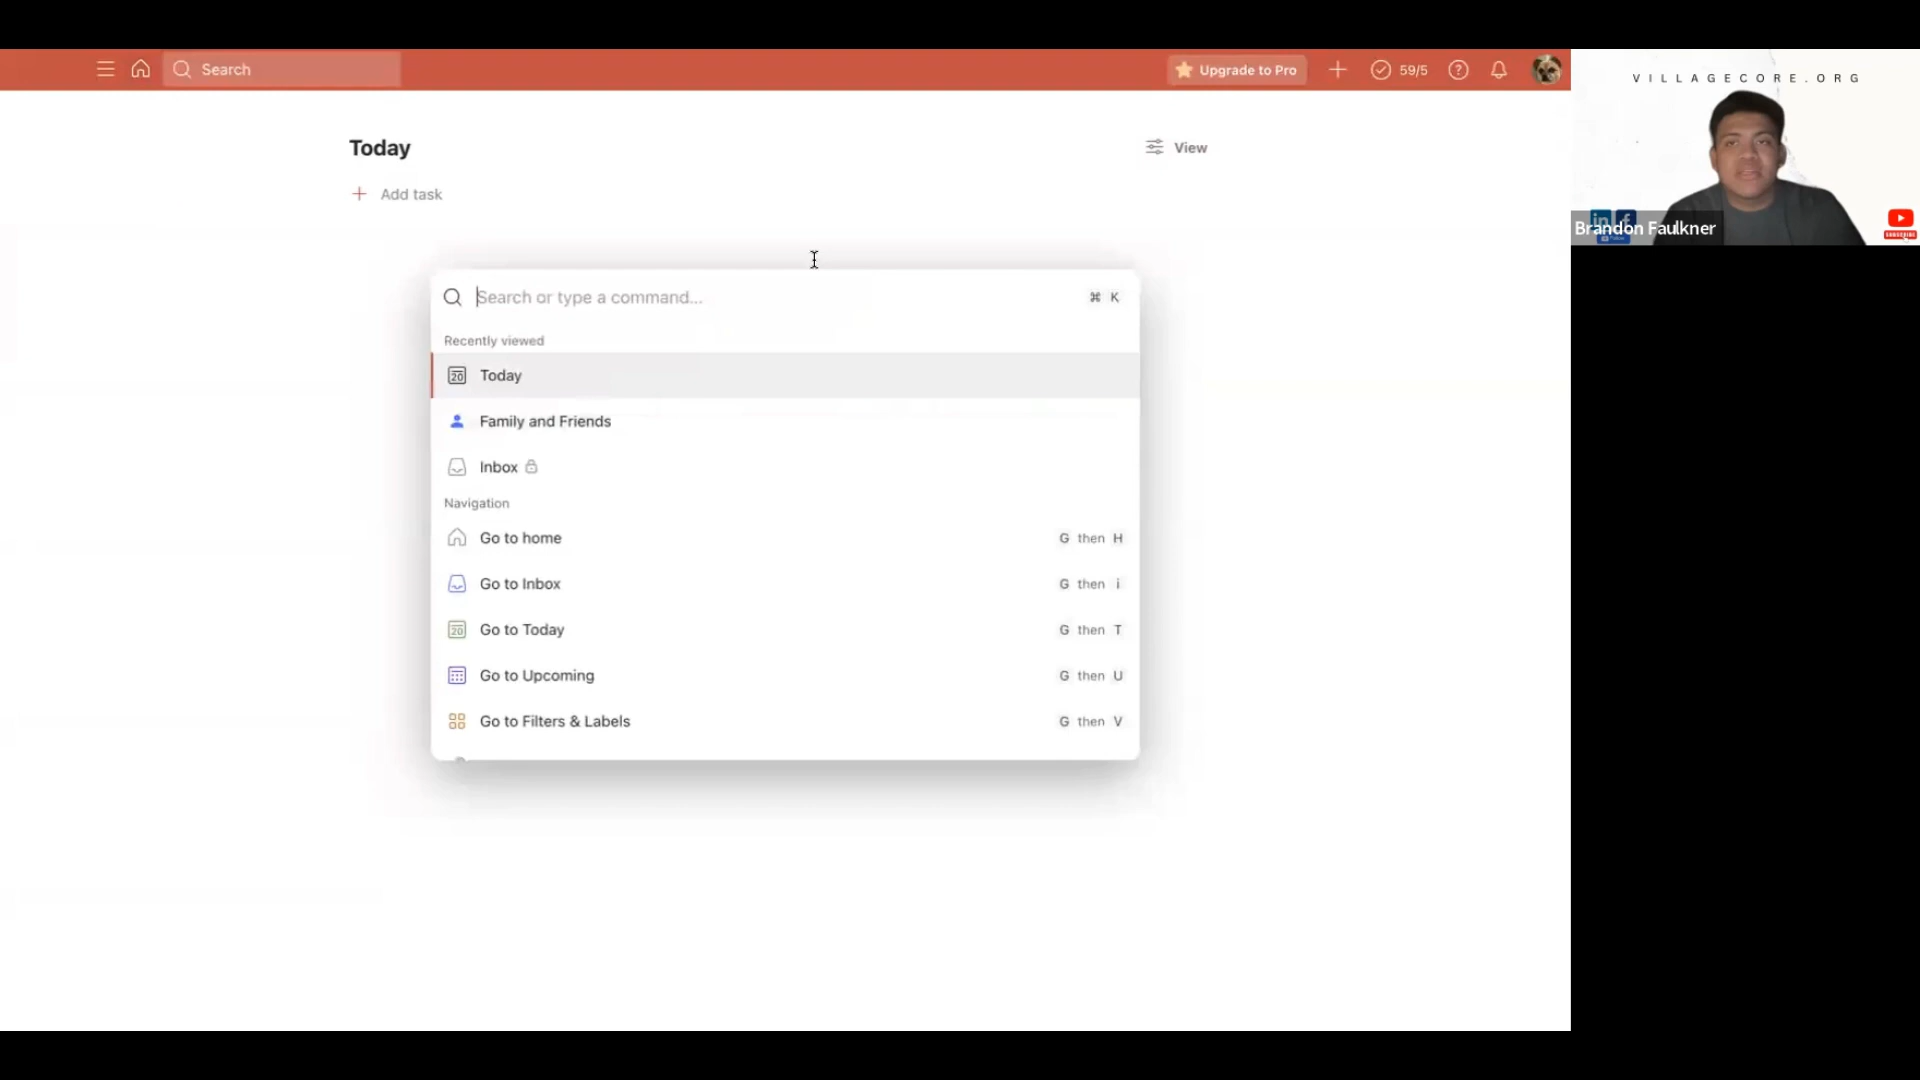 Search
Upgrade to Pro
59/5
VILLAGECORE.ORG
Today
View
Add task
Brandon Faulkner
Search or type a command...
⌘ K
Recently viewed
20 Today
Family and Friends
Inbox
Navigation
Go to home G then H
Go to Inbox G then i
20 Go to Today G then T
Go to Upcoming G then U
Go to Filters & Labels G then V